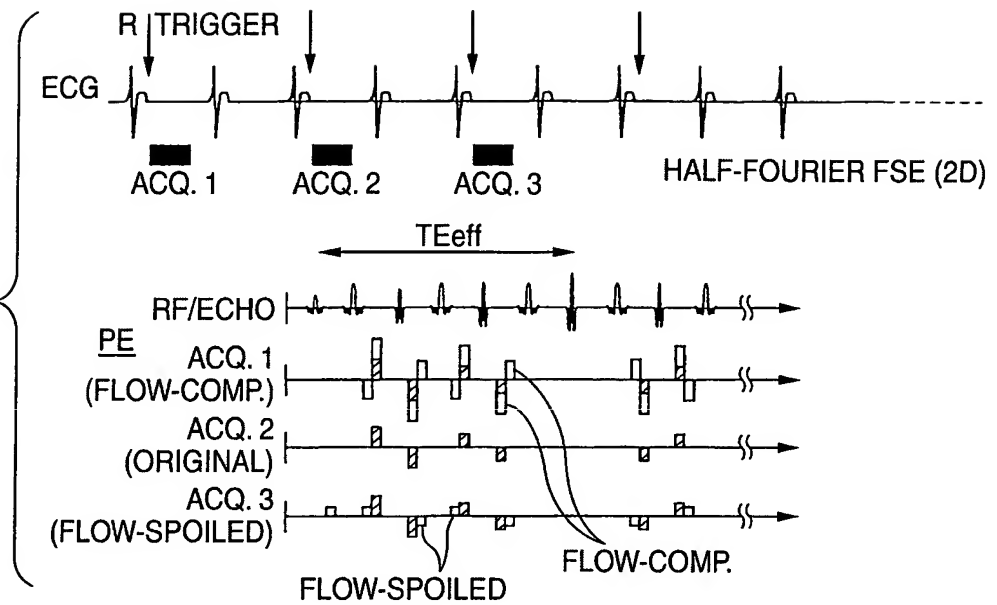 R TRIGGER
ECG
ACQ. 1 ACQ. 2 ACQ. 3
HALF-FOURIER FSE (2D)
TEeff
RF/ECHO
PE
ACQ. 1
(FLOW-COMP.)
ACQ. 2
(ORIGINAL)
ACQ. 3
(FLOW-SPOILED)
FLOW-COMP.
FLOW-SPOILED